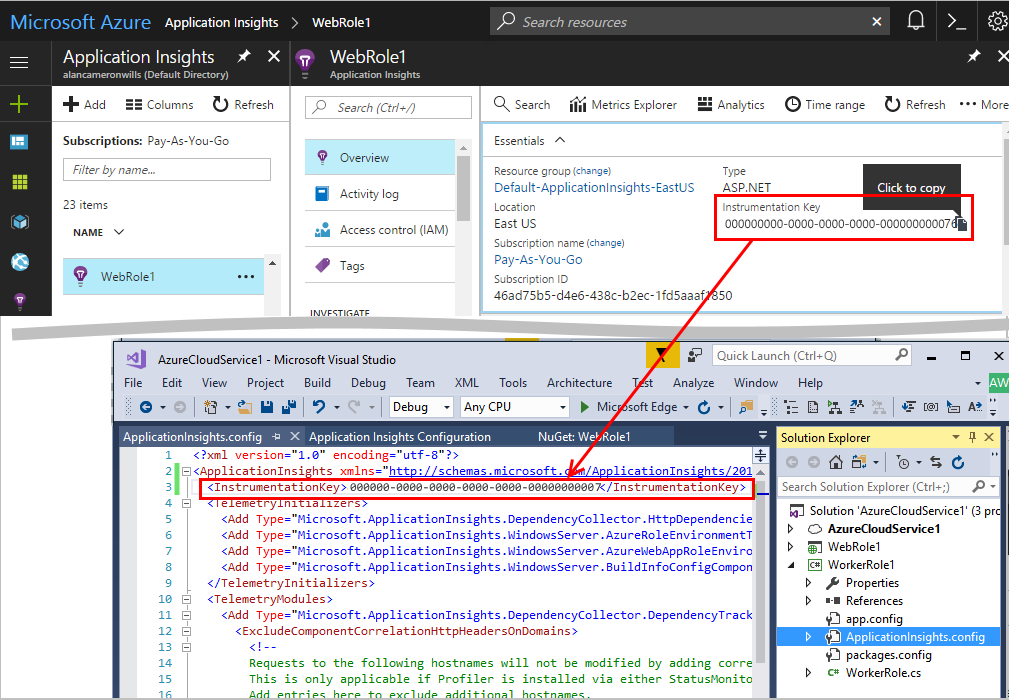 Microsoft Azure Application Insights > WebRole1 Search resources
Application Insights
alancameronwills (Default Directory)
WebRole1
Application Insights
Add Columns Refresh
Subscriptions: Pay-As-You-Go
Filter by name...
23 items
NAME
WebRole1
Search (Ctrl+/)
Overview
Activity log
Access control (IAM)
Tags
INVESTIGATE
Search Metrics Explorer Analytics Time range Refresh More
Essentials
Resource group (change)
Default-ApplicationInsights-EastUS
Location
East US
Subscription name (change)
Pay-As-You-Go
Subscription ID
46ad75b5-d4e6-438c-b2ec-1fd5aaaf1850
Type
ASP.NET
Click to copy
Instrumentation Key
000000000-0000-0000-0000-00000000076
AzureCloudService1 - Microsoft Visual Studio
Quick Launch (Ctrl+Q)
File Edit View Project Build Debug Team XML Tools Architecture Test Analyze Window Help
AW
Debug Any CPU Microsoft Edge
ApplicationInsights.config Application Insights Configuration NuGet: WebRole1
1 <?xml version="1.0" encoding="utf-8"?>
2 <ApplicationInsights xmlns="http://schemas.microsoft.com/ApplicationInsights/201
3 <InstrumentationKey>000000-0000-0000-0000-0000-00000000007</InstrumentationKey>
4 <TelemetryInitializers>
5 <Add Type="Microsoft.ApplicationInsights.DependencyCollector.HttpDependencie
6 <Add Type="Microsoft.ApplicationInsights.WindowsServer.AzureRoleEnvironmentT
7 <Add Type="Microsoft.ApplicationInsights.WindowsServer.AzureWebAppRoleEnviro
8 <Add Type="Microsoft.ApplicationInsights.WindowsServer.BuildInfoConfigCompon
9 </TelemetryInitializers>
10 <TelemetryModules>
11 <Add Type="Microsoft.ApplicationInsights.DependencyCollector.DependencyTrack
12 <ExcludeComponentCorrelationHttpHeadersOnDomains>
13 <!--
14 Requests to the following hostnames will not be modified by adding corre
15 This is only applicable if Profiler is installed via either StatusMonito
16 Add entries here to exclude additional hostnames.
Solution Explorer
Search Solution Explorer (Ctrl+;)
Solution 'AzureCloudService1' (3 prc
AzureCloudService1
WebRole1
WorkerRole1
Properties
References
app.config
ApplicationInsights.config
packages.config
WorkerRole.cs